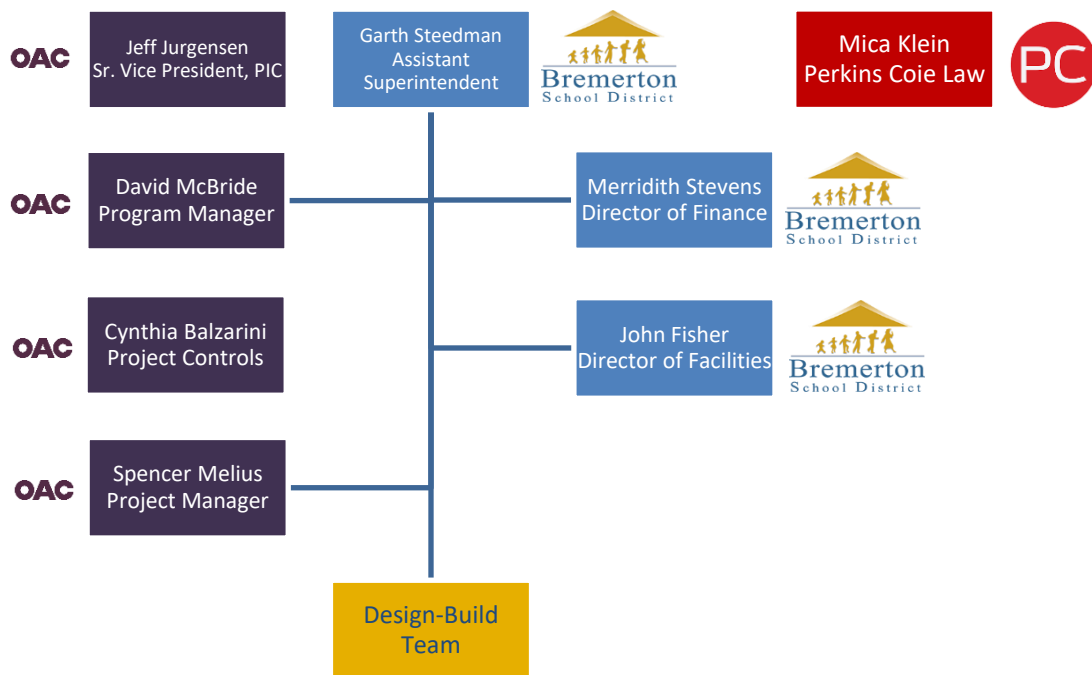 OAC
Jeff Jurgensen
Sr. Vice President, PIC
Garth Steedman
Assistant
Superintendent
Bremerton
School District
Mica Klein
Perkins Coie Law
PC
OAC
David McBride
Program Manager
Merridith Stevens
Director of Finance
Bremerton
School District
OAC
Cynthia Balzarini
Project Controls
John Fisher
Director of Facilities
Bremerton
School District
OAC
Spencer Melius
Project Manager
Design-Build
Team